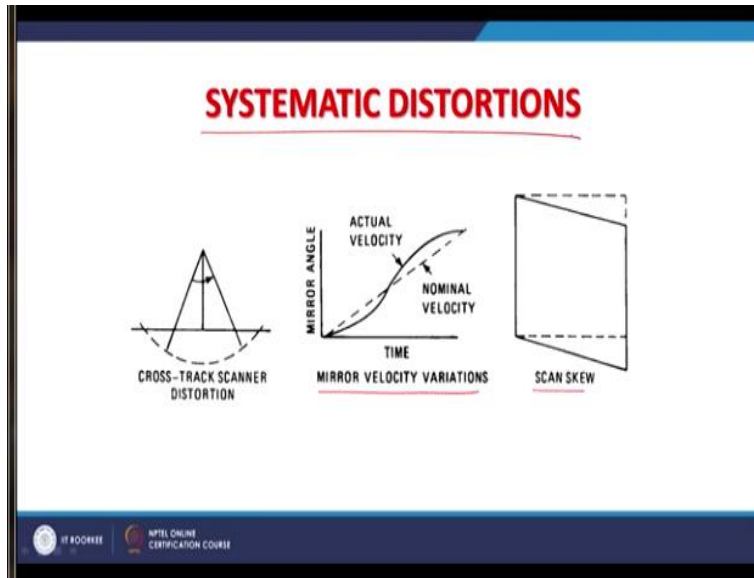 SYSTEMATIC DISTORTIONS
CROSS-TRACK SCANNER
DISTORTION
MIRROR ANGLE
ACTUAL
VELOCITY
NOMINAL
VELOCITY
TIME
MIRROR VELOCITY VARIATIONS
SCAN SKEW
IIT ROORKEE
NPTEL ONLINE
CERTIFICATION COURSE